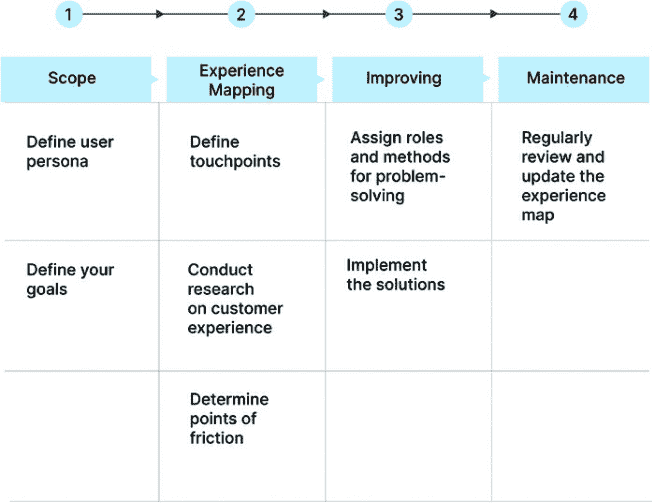 1
2
3
4
Scope
Experience
Mapping
Improving
Maintenance
Define user
persona
Define
touchpoints
Assign roles
and methods
for problem-
solving
Regularly
review and
update the
experience
map
Define your
goals
Conduct
research
on customer
experience
Implement
the solutions
Determine
points of
friction